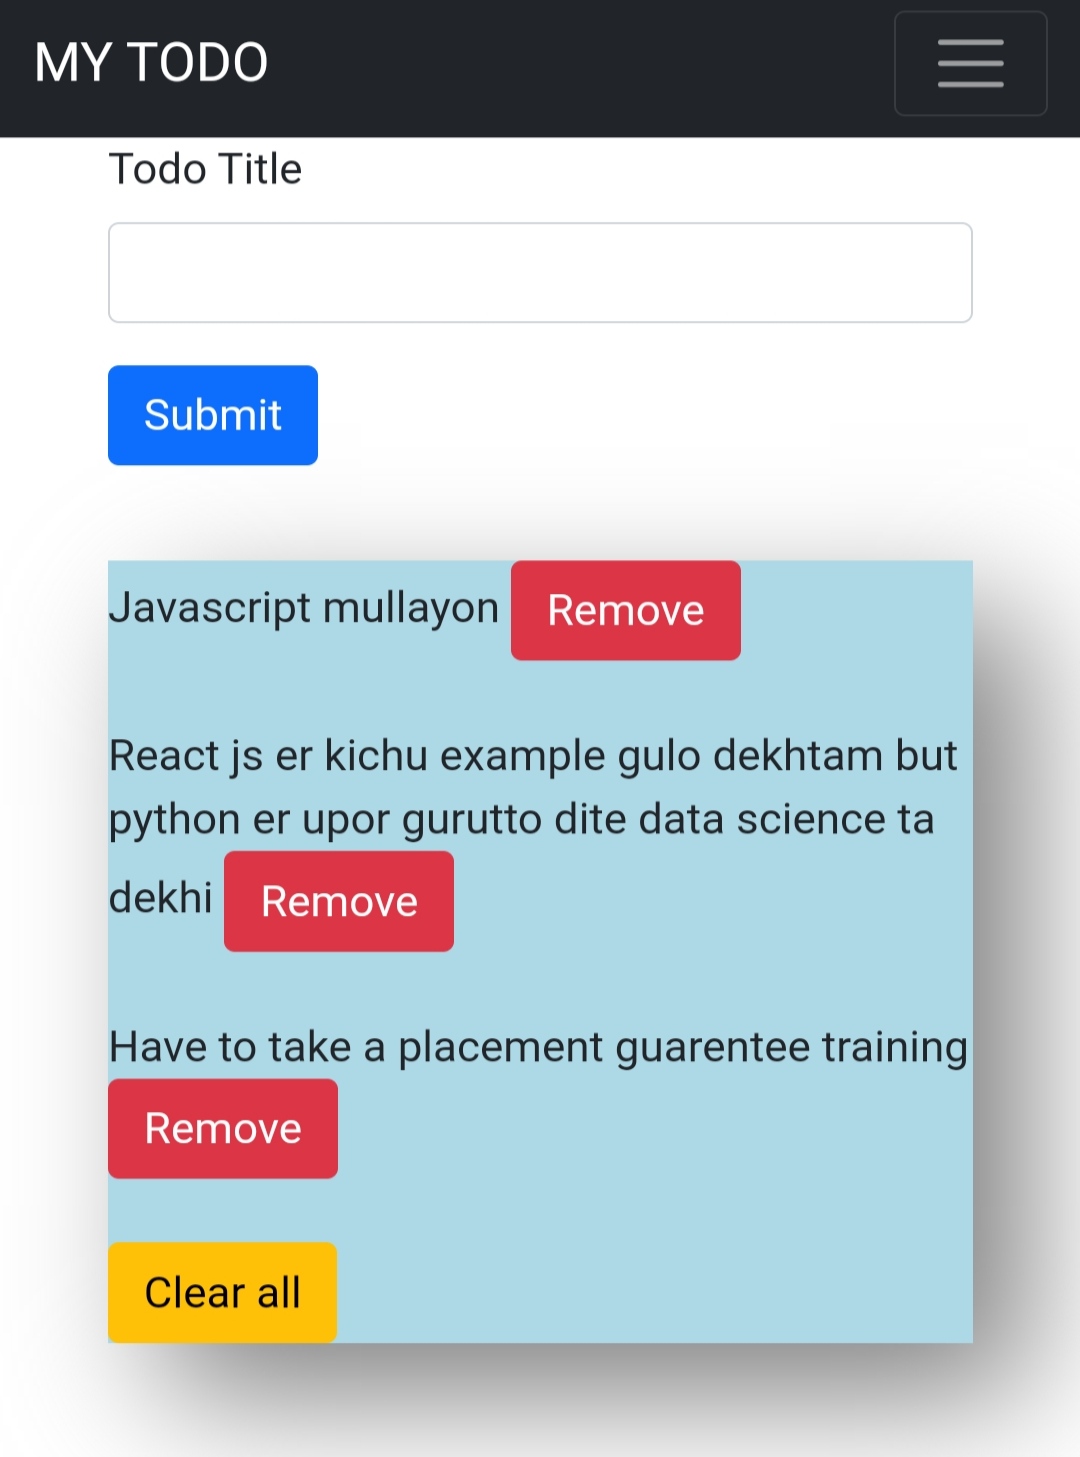 MY TODO
Todo Title
Submit
Javascript mullayon Remove
React js er kichu example gulo dekhtam but
python er upor gurutto dite data science ta
dekhi Remove
Have to take a placement guarentee training
Remove
Clear all